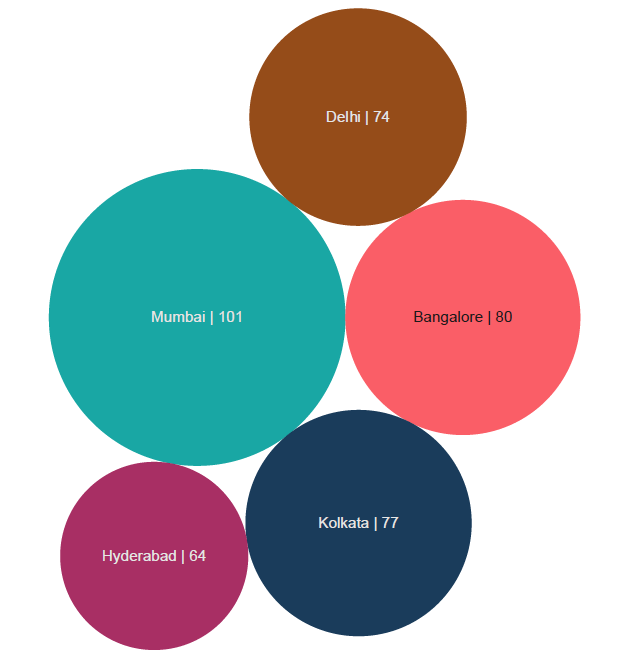 Delhi | 74
Mumbai | 101
Bangalore | 80
Kolkata | 77
Hyderabad | 64